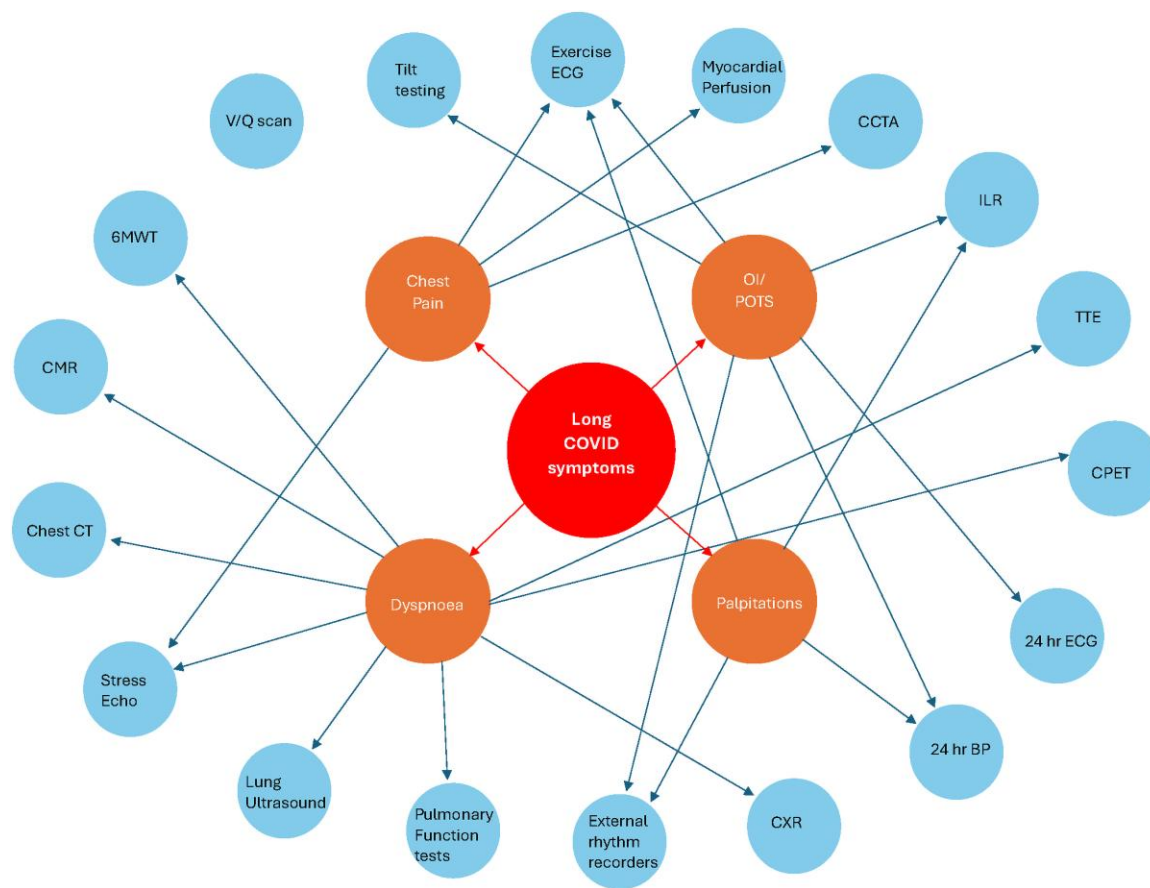 Exercise
ECG
Myocardial
Perfusion
Tilt
testing
V/Q scan
CCTA
ILR
6MWT
Chest
Pain
OI/
POTS
TTE
CMR
Long
COVID
symptoms
CPET
Chest CT
Dyspnoea
Palpitations
24 hr ECG
Stress
Echo
24 hr BP
Lung
Ultrasound
Pulmonary
Function
tests
External
rhythm
recorders
CXR